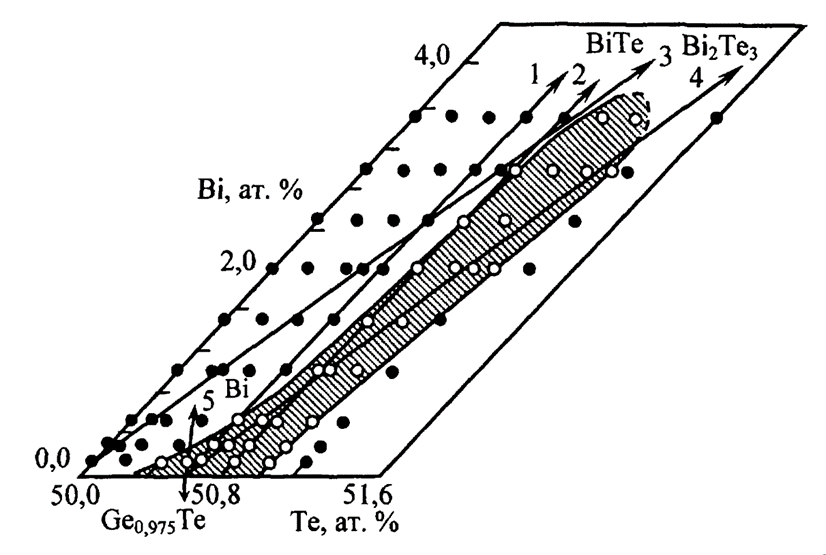 4,0
BiTe
Bi₂Te₃
1
2
3
4
Bi, ат. %
2,0
Bi
5
0,0
50,0
50,8
51,6
Ge₀,₉₇₅Te
Te, ат. %